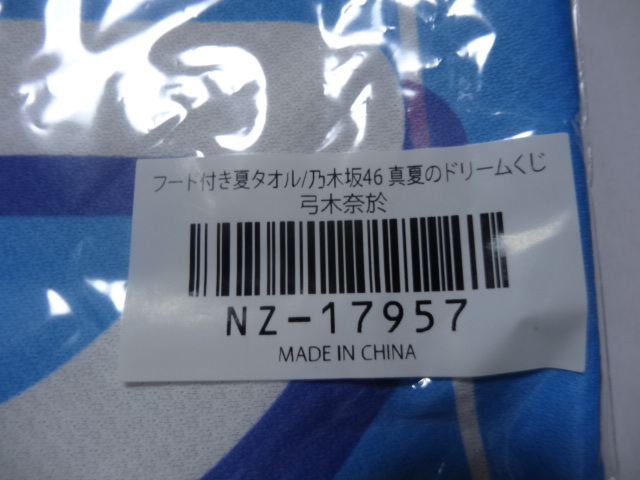 フード付き夏タオル/乃木坂46 真夏のドリームくじ
弓木奈於
NZ-17957
MADE IN CHINA